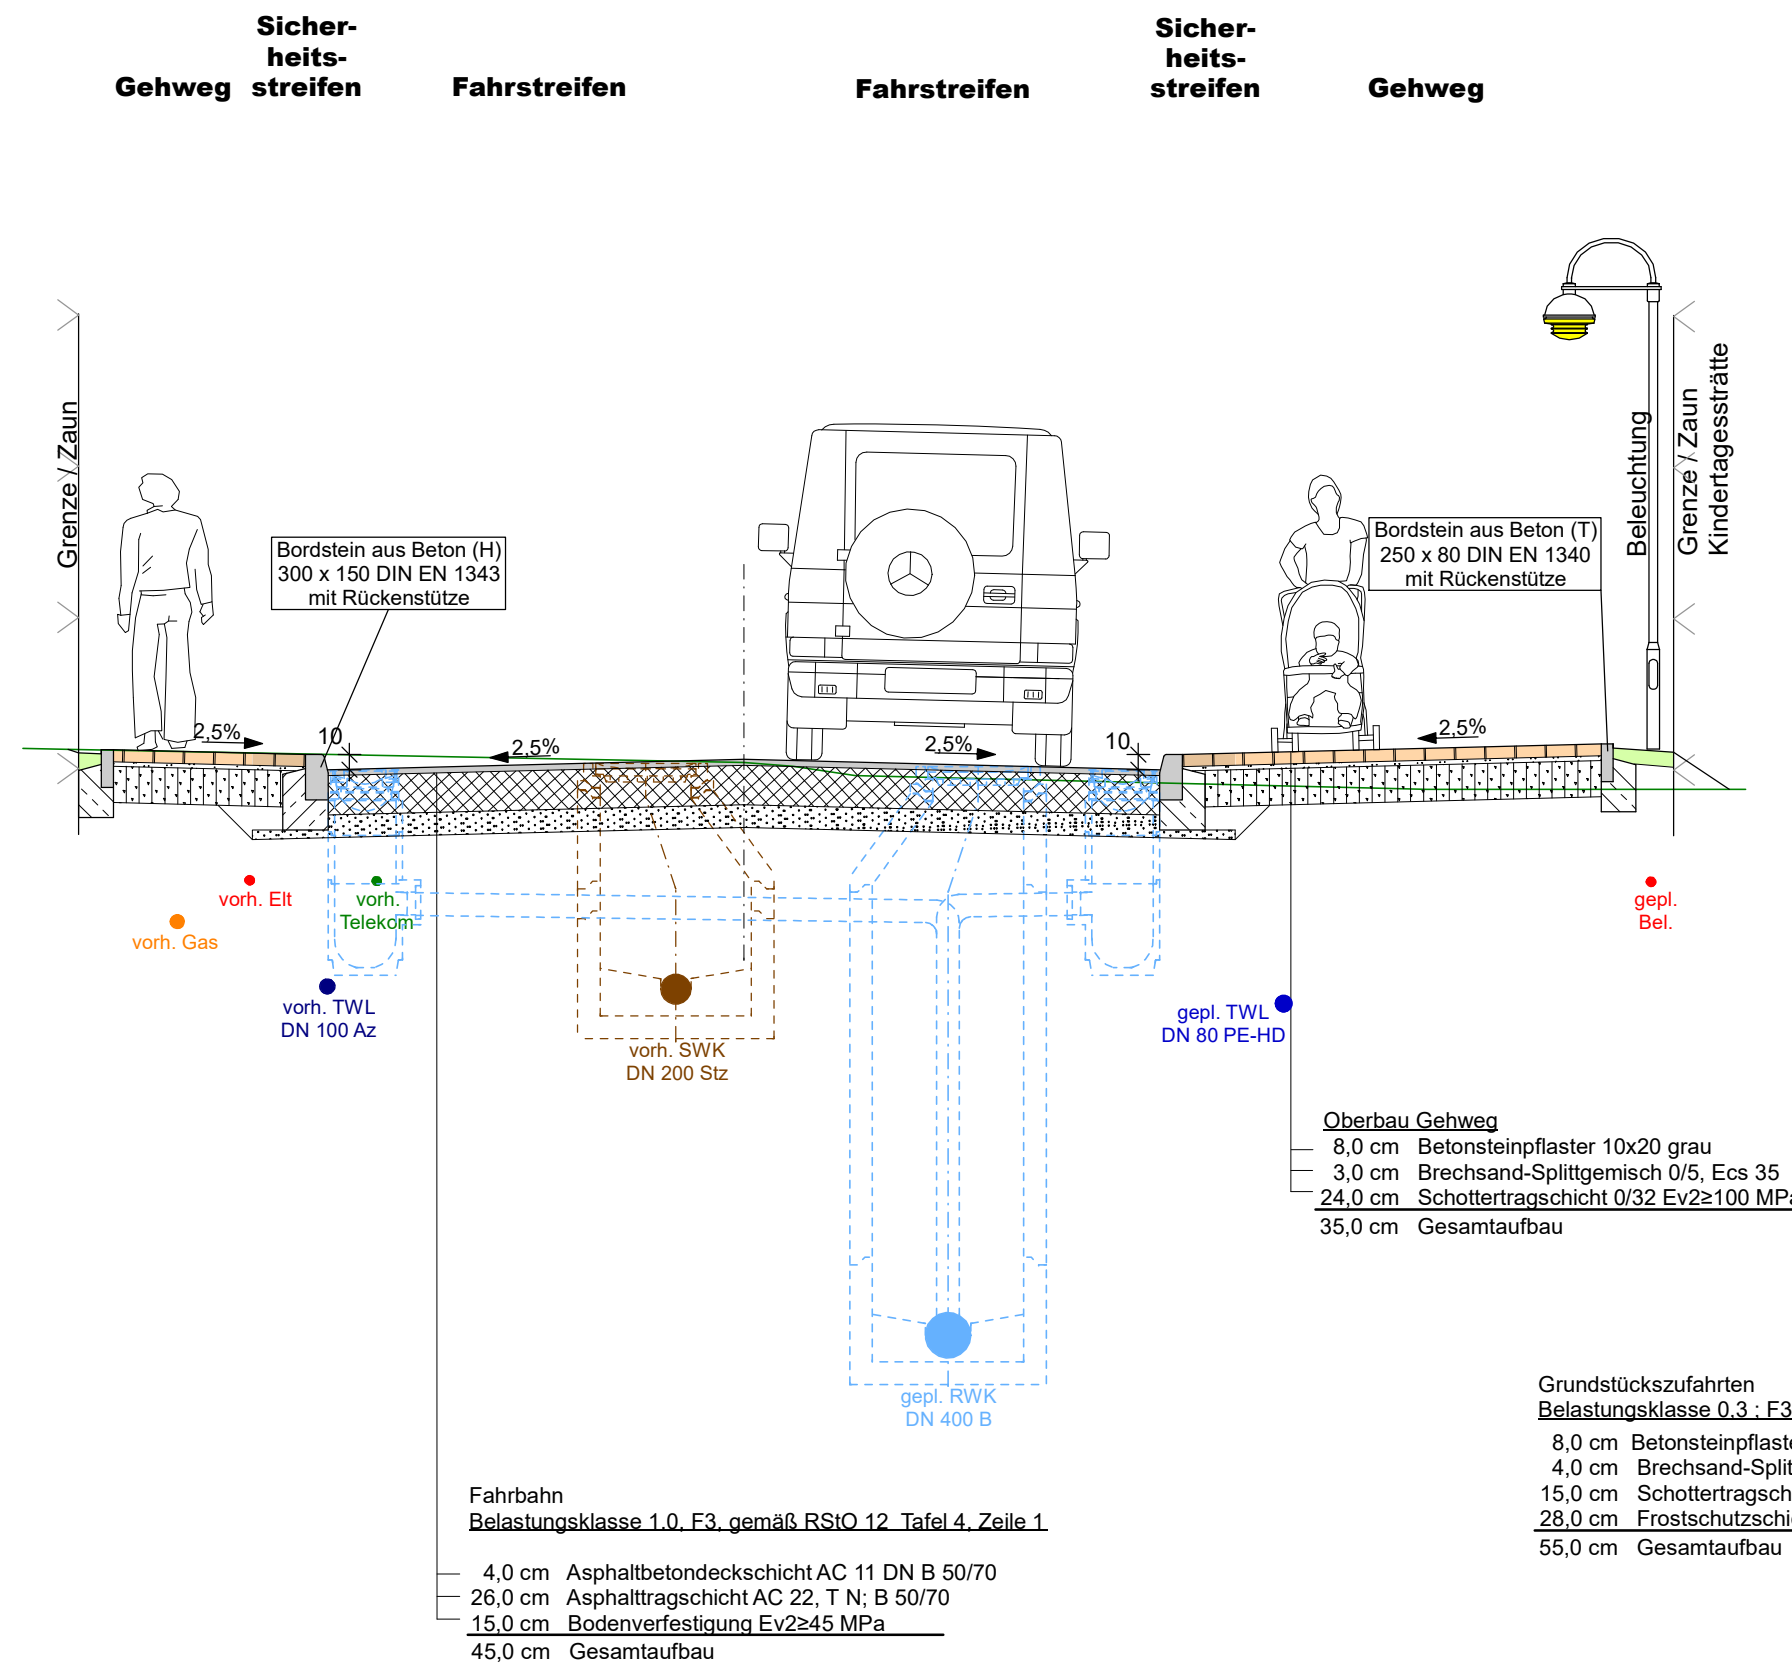 Sicher-
heits-
streifen
Gehweg
Fahrstreifen
Fahrstreifen
Sicher-
heits-
streifen
Gehweg
Grenze / Zaun
Bordstein aus Beton (H)
300 x 150 DIN EN 1343
mit Rückenstütze
Bordstein aus Beton (T)
250 x 80 DIN EN 1340
mit Rückenstütze
Beleuchtung
Grenze / Zaun
Kindertagessträtte
2,5%
10
2,5%
2,5%
10
2,5%
vorh. Elt
vorh. Gas
vorh.
Telekom
vorh. TWL
DN 100 Az
vorh. SWK
DN 200 Stz
gepl. TWL
DN 80 PE-HD
gepl.
Bel.
gepl. RWK
DN 400 B
Oberbau Gehweg
8,0 cm Betonsteinpflaster 10x20 grau
3,0 cm Brechsand-Splittgemisch 0/5, Ecs 35
24,0 cm Schottertragschicht 0/32 Ev2≥100 MPa
35,0 cm Gesamtaufbau
Grundstückszufahrten
Belastungsklasse 0,3 ; F3
8,0 cm Betonsteinpflaste
4,0 cm Brechsand-Split
15,0 cm Schottertragsch
28,0 cm Frostschutzschi
55,0 cm Gesamtaufbau
Fahrbahn
Belastungsklasse 1.0, F3, gemäß RStO 12 Tafel 4, Zeile 1
4,0 cm Asphaltbetondeckschicht AC 11 DN B 50/70
26,0 cm Asphalttragschicht AC 22, T N; B 50/70
15,0 cm Bodenverfestigung Ev2≥45 MPa
45,0 cm Gesamtaufbau